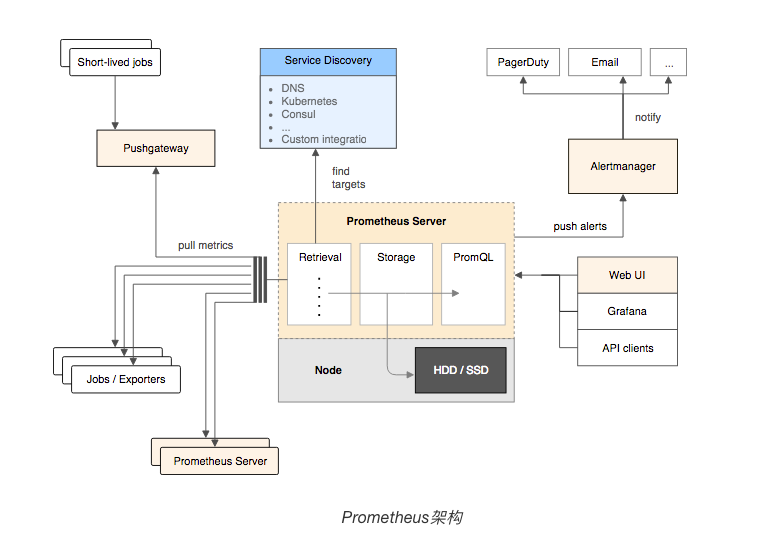 Short-lived jobs
Service Discovery
DNS
Kubernetes
Consul
...
Custom integratio
PagerDuty
Email
...
notify
Pushgateway
Alertmanager
find
targets
pull metrics
push alerts
Prometheus Server
Retrieval
Storage
PromQL
Web UI
Grafana
API clients
Node
HDD / SSD
Jobs / Exporters
Prometheus Server
Prometheus架构